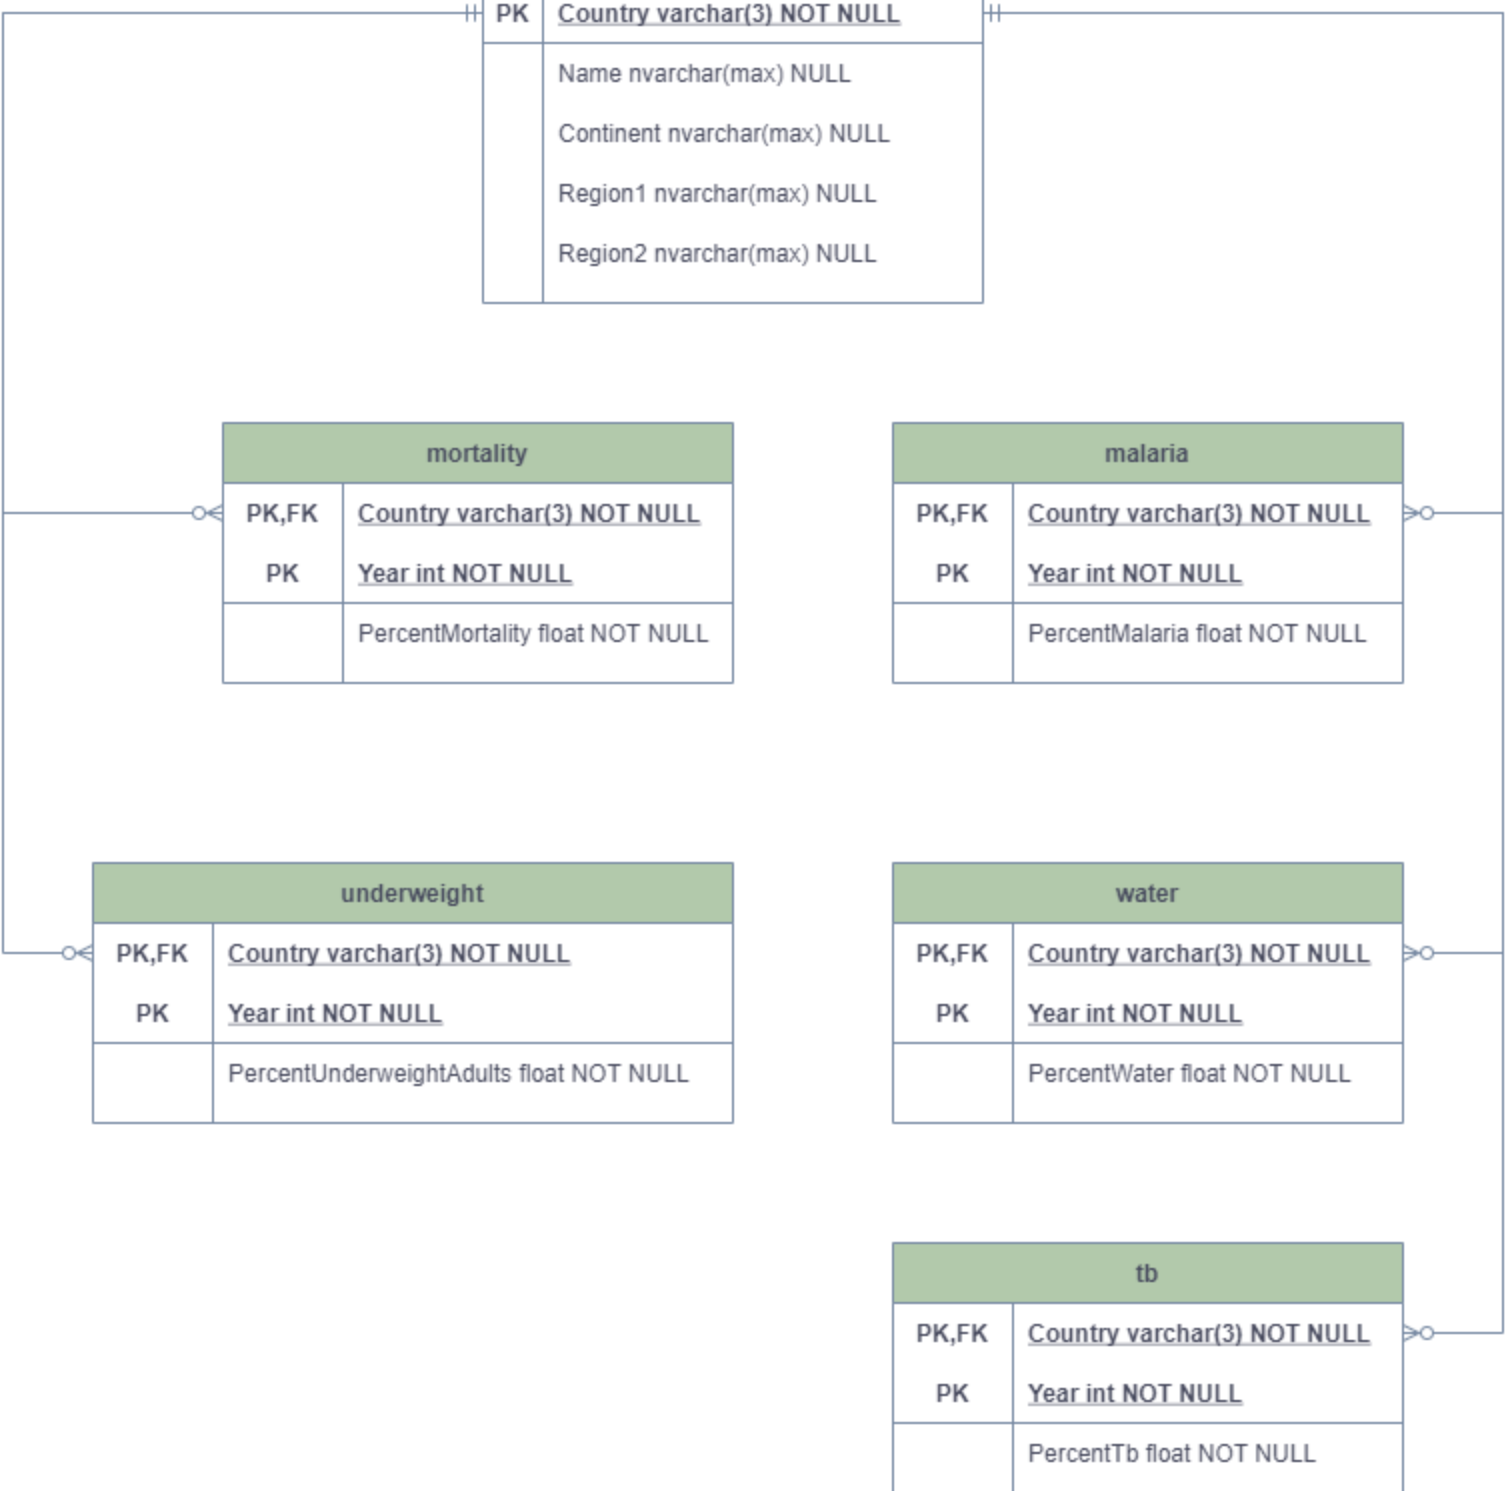 PK Country varchar(3) NOT NULL
Name nvarchar(max) NULL
Continent nvarchar(max) NULL
Region1 nvarchar(max) NULL
Region2 nvarchar(max) NULL
mortality
PK,FK Country varchar(3) NOT NULL
PK Year int NOT NULL
PercentMortality float NOT NULL
malaria
PK,FK Country varchar(3) NOT NULL
PK Year int NOT NULL
PercentMalaria float NOT NULL
underweight
PK,FK Country varchar(3) NOT NULL
PK Year int NOT NULL
PercentUnderweightAdults float NOT NULL
water
PK,FK Country varchar(3) NOT NULL
PK Year int NOT NULL
PercentWater float NOT NULL
tb
PK,FK Country varchar(3) NOT NULL
PK Year int NOT NULL
PercentTb float NOT NULL